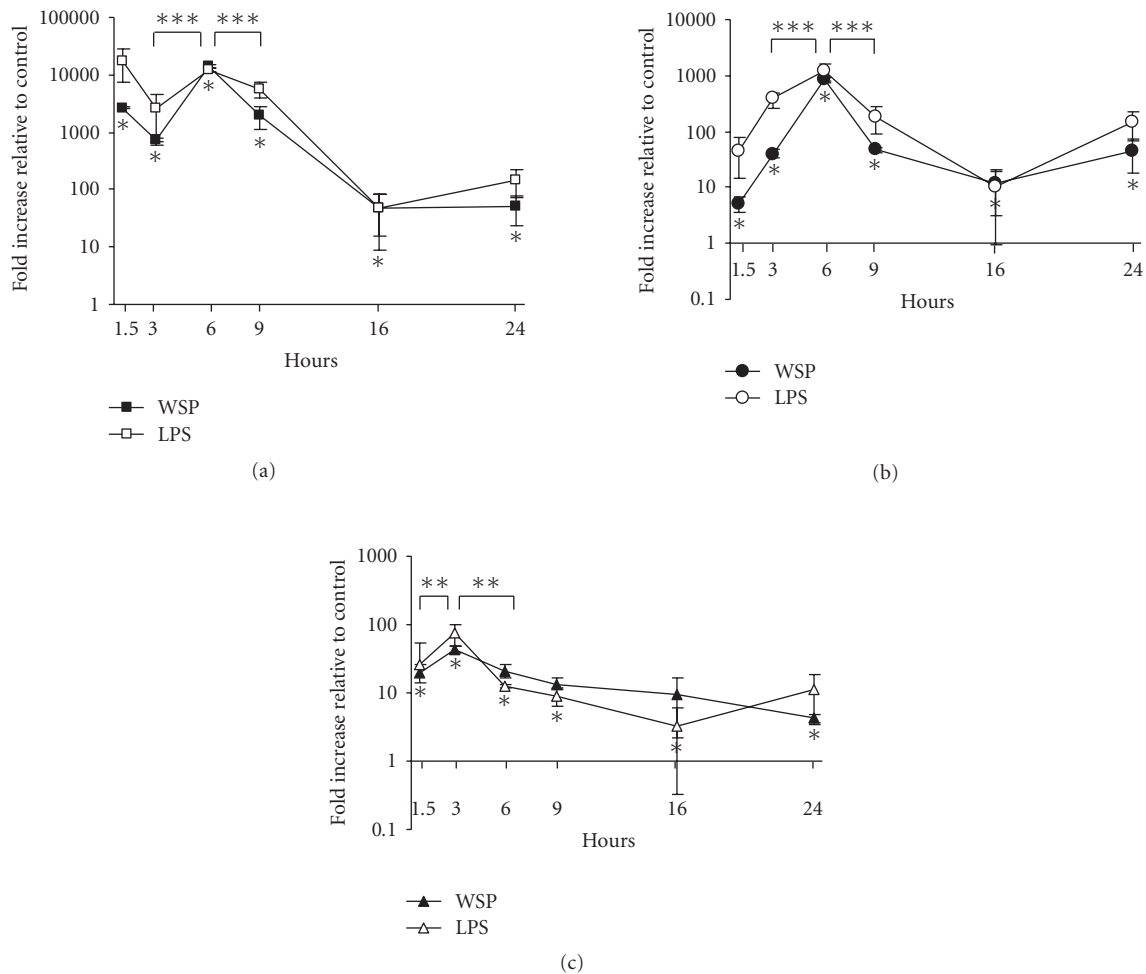 Fold increase relative to control
100000
10000
1000
100
10
1
*** ***
* * * * * *
1.5 3 6 9 16 24
Hours
WSP
LPS
(a)
Fold increase relative to control
10000
1000
100
10
1
0.1
*** ***
* * * * * *
1.5 3 6 9 16 24
Hours
WSP
LPS
(b)
Fold increase relative to control
1000
100
10
1
0.1
** **
* * * * * *
1.5 3 6 9 16 24
Hours
WSP
LPS
(c)